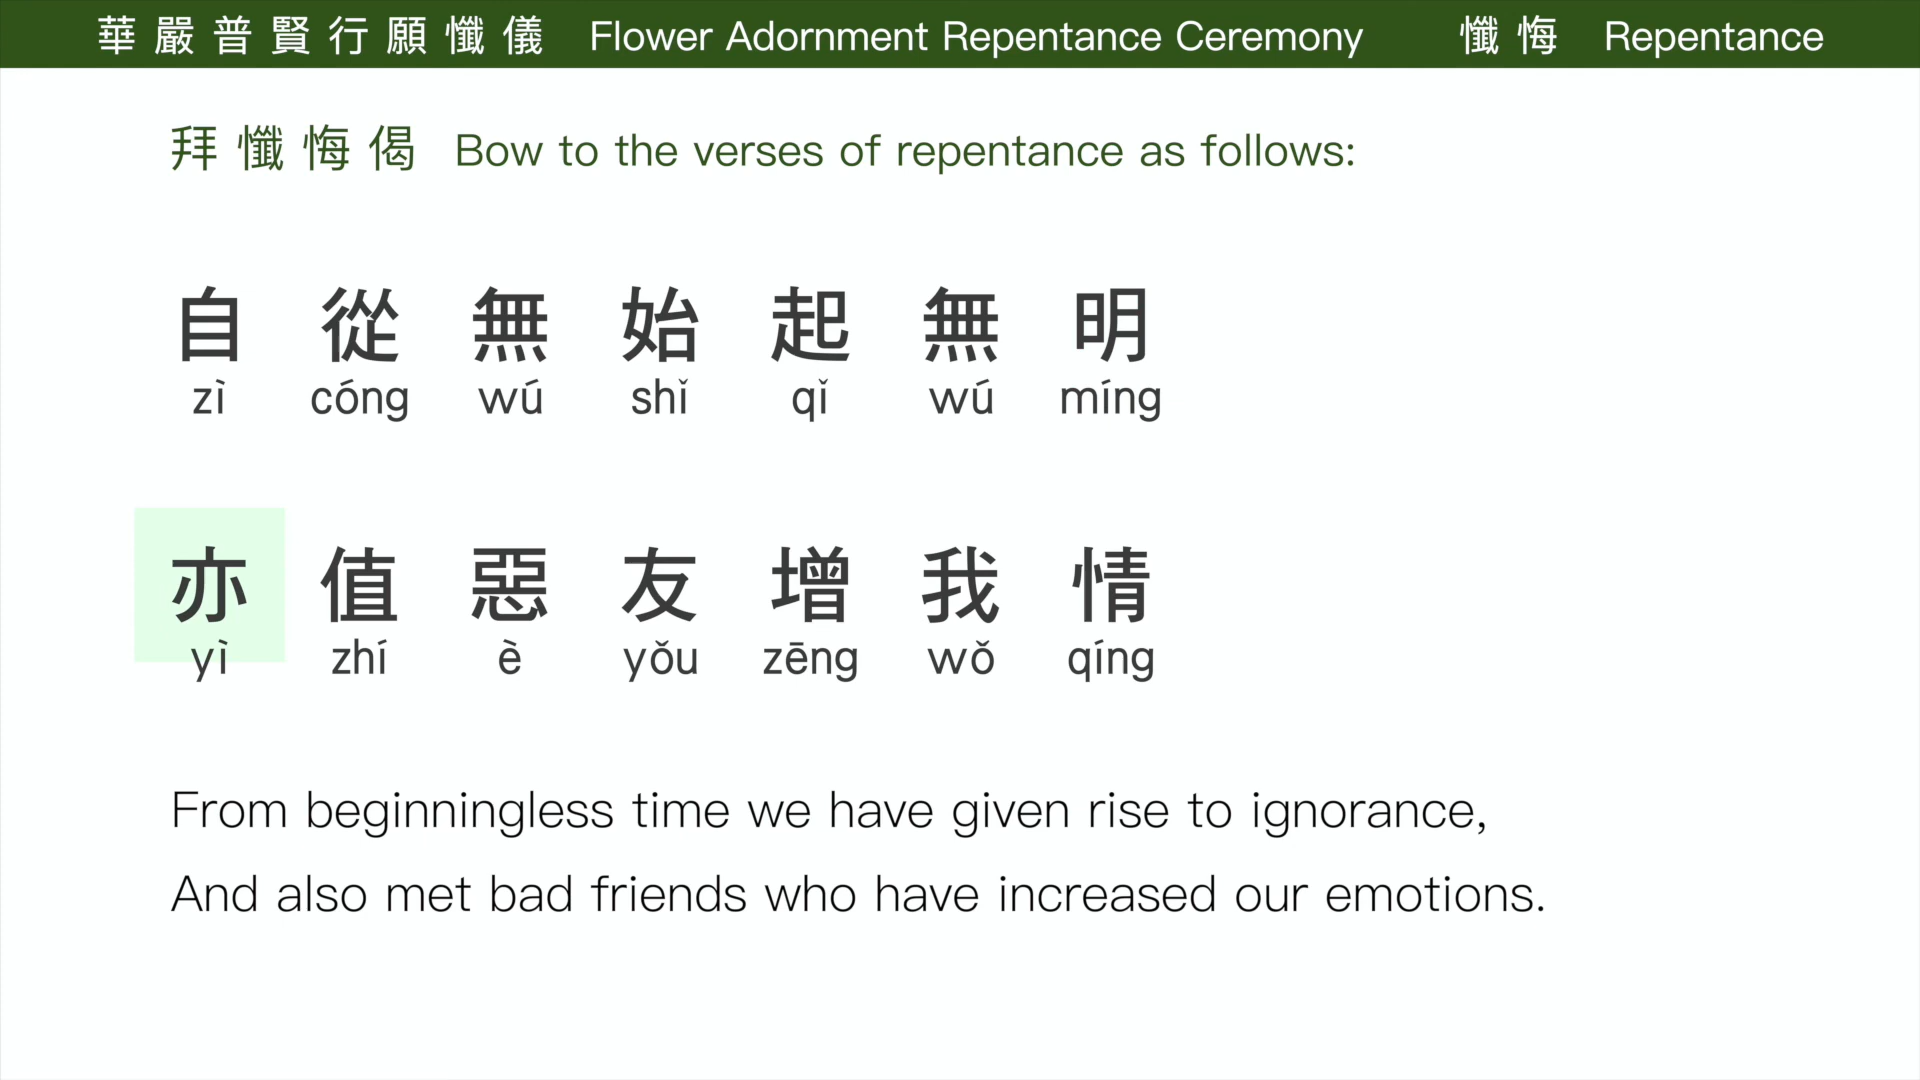 華嚴普賢行願懺儀 Flower Adornment Repentance Ceremony 懺悔 Repentance
拜懺悔偈 Bow to the verses of repentance as follows:
自從無始起無明
zì cóng wú shǐ qǐ wú míng
亦值惡友增我情
yì zhí è yǒu zēng wǒ qíng
From beginningless time we have given rise to ignorance,
And also met bad friends who have increased our emotions.